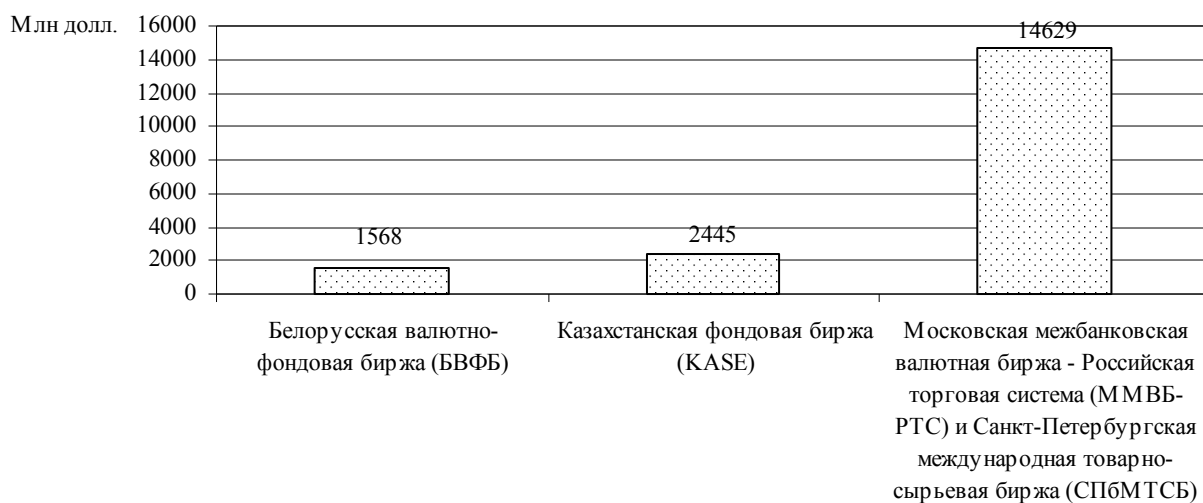 Млн долл.
16000
14000
12000
10000
8000
6000
4000
2000
0
1568
2445
14629
Белорусская валютно-
фондовая биржа (БВФБ)
Казахстанская фондовая биржа
(KASE)
Московская межбанковская
валютная биржа - Российская
торговая система (ММВБ-
РТС) и Санкт-Петербургская
международная товарно-
сырьевая биржа (СПбМТСБ)